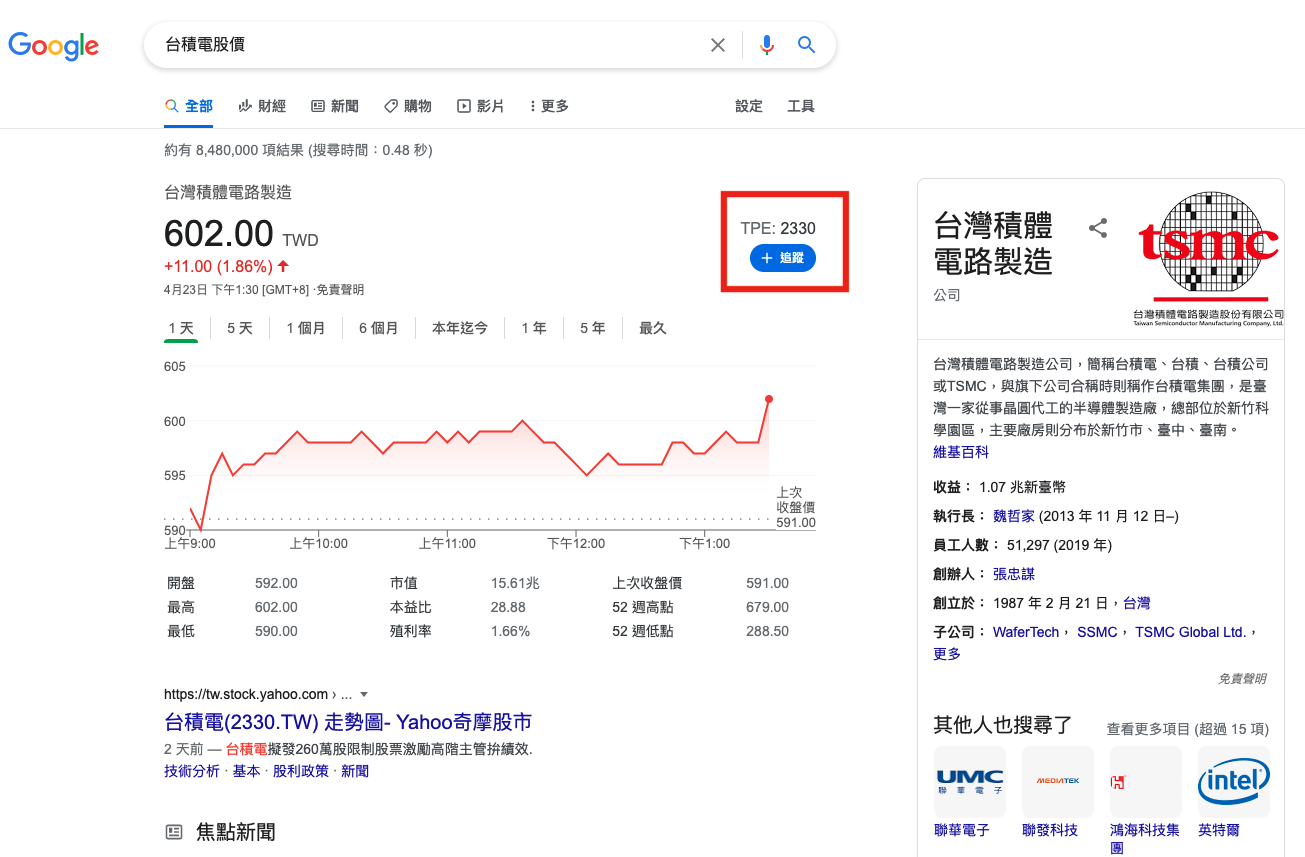 Google
台積電股價
全部 財經 新聞 購物 影片 更多 設定 工具
約有 8,480,000 項結果 (搜尋時間：0.48 秒)
台灣積體電路製造
602.00 TWD
+11.00 (1.86%)
4月23日 下午1:30 [GMT+8] ·免責聲明
TPE: 2330
+ 追蹤
1 天 5 天 1 個月 6 個月 本年迄今 1 年 5 年 最久
605
600
595
590
上次
收盤價
591.00
上午9:00 上午10:00 上午11:00 下午12:00 下午1:00
開盤 592.00 市值 15.61兆 上次收盤價 591.00
最高 602.00 本益比 28.88 52 週高點 679.00
最低 590.00 殖利率 1.66% 52 週低點 288.50
https://tw.stock.yahoo.com › ...
台積電(2330.TW) 走勢圖- Yahoo奇摩股市
2 天前 — 台積電擬發260萬股限制股票激勵高階主管拚績效.
技術分析 · 基本 · 股利政策 · 新聞
焦點新聞
台灣積體
電路製造
公司
tsmc
台灣積體電路製造股份有限公司
Taiwan Semiconductor Manufacturing Company, Ltd.
台灣積體電路製造公司，簡稱台積電、台積、台積公司
或TSMC，與旗下公司合稱時則稱作台積電集團，是臺
灣一家從事晶圓代工的半導體製造廠，總部位於新竹科
學園區，主要廠房則分布於新竹市、臺中、臺南。
維基百科
收益： 1.07 兆新臺幣
執行長： 魏哲家 (2013 年 11 月 12 日–)
員工人數： 51,297 (2019 年)
創辦人： 張忠謀
創立於： 1987 年 2 月 21 日，台灣
子公司： WaferTech， SSMC， TSMC Global Ltd.，
更多
免責聲明
其他人也搜尋了 查看更多項目 (超過 15 項)
UMC
聯華電子
MEDIATEK
intel
聯華電子 聯發科技 鴻海科技集 英特爾
團